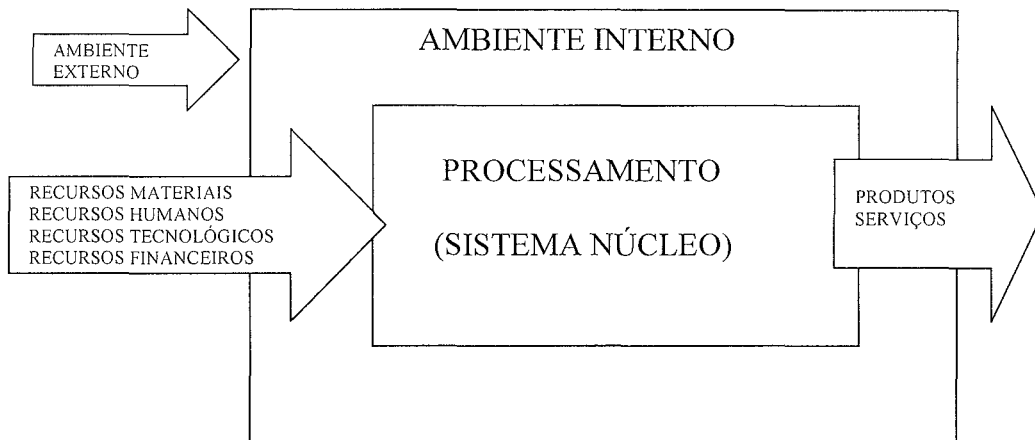 AMBIENTE INTERNO
AMBIENTE
EXTERNO
PROCESSAMENTO
(SISTEMA NÚCLEO)
RECURSOS MATERIAIS
RECURSOS HUMANOS
RECURSOS TECNOLÓGICOS
RECURSOS FINANCEIROS
PRODUTOS
SERVIÇOS